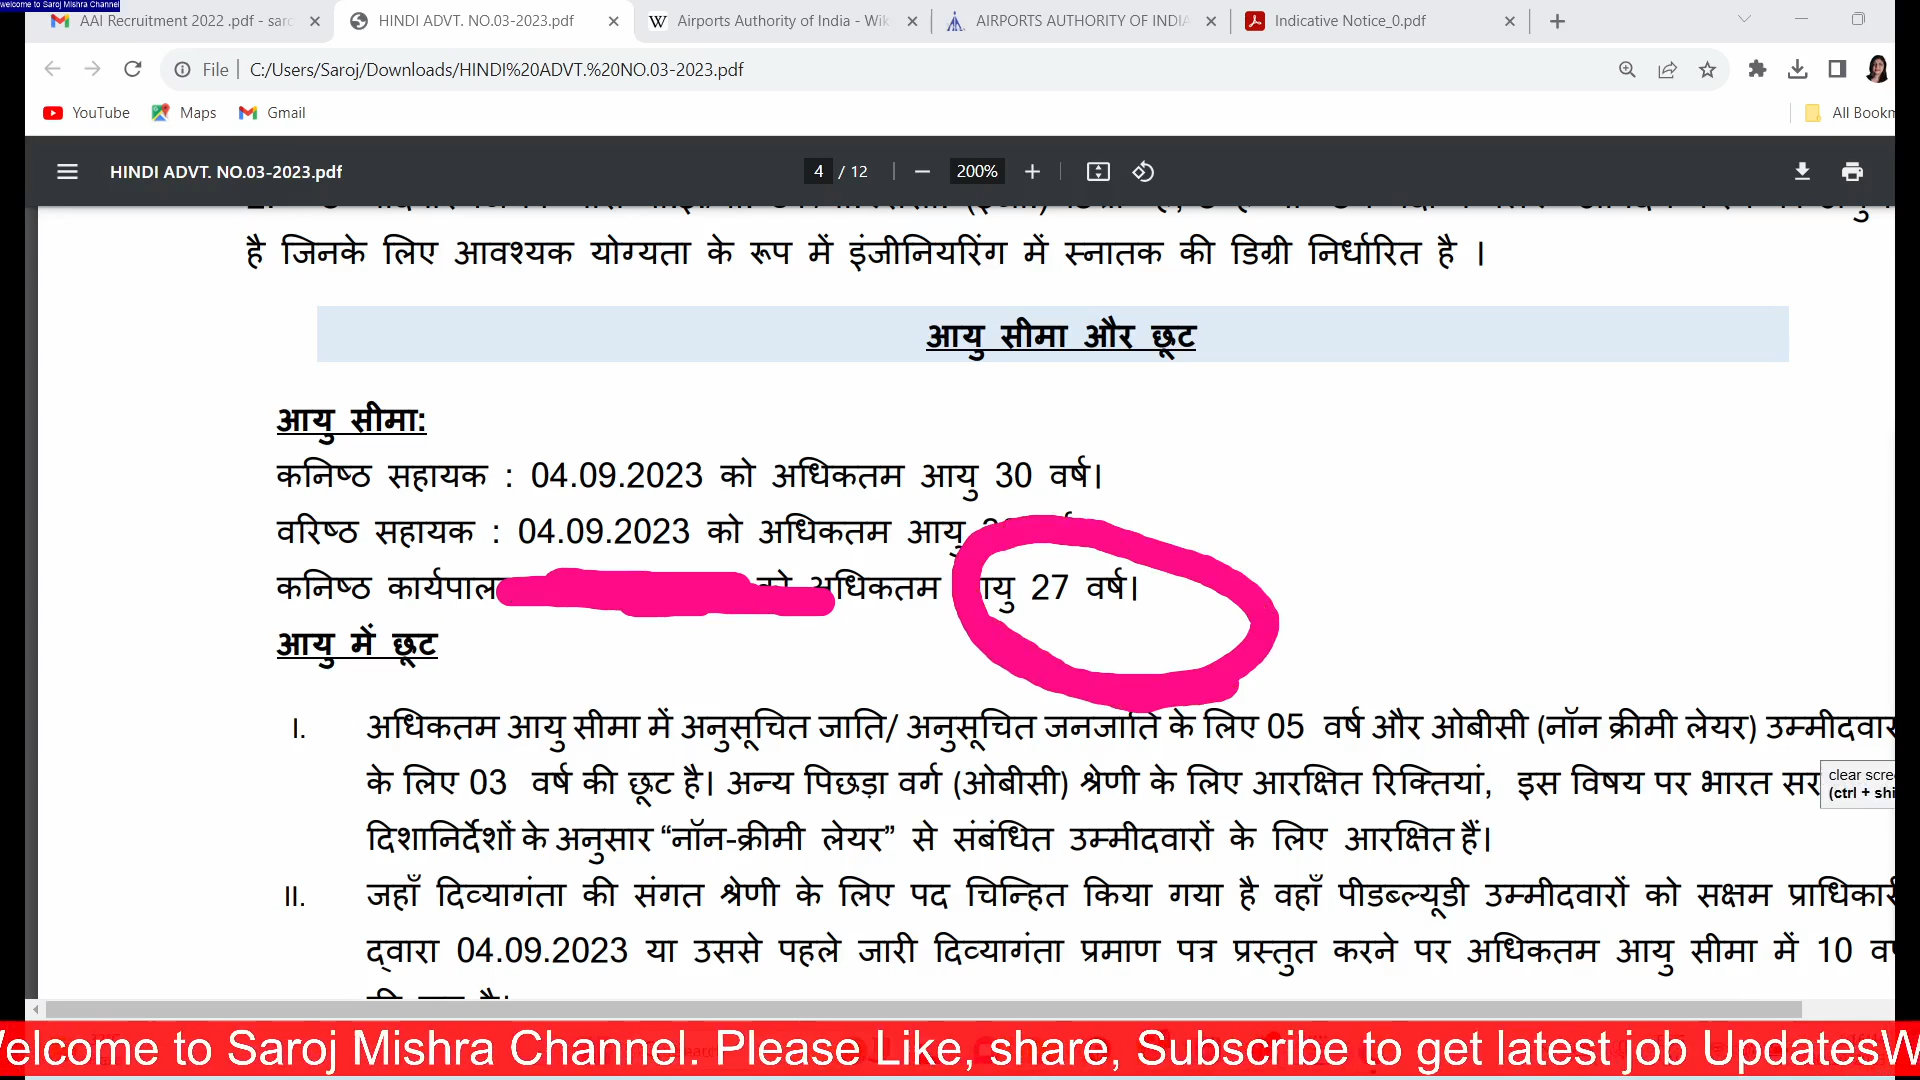 welcome to Saroj Mishra Channel
AAI Recruitment 2022 .pdf - saro
HINDI ADVT. NO.03-2023.pdf
Airports Authority of India - Wik
AIRPORTS AUTHORITY OF INDIA
Indicative Notice_0.pdf
File
C:/Users/Saroj/Downloads/HINDI%20ADVT.%20NO.03-2023.pdf
YouTube
Maps
Gmail
All Bookm
HINDI ADVT. NO.03-2023.pdf
4 / 12
200%
है जिनके लिए आवश्यक योग्यता के रूप में इंजीनियरिंग में स्नातक की डिग्री निर्धारित है ।
आयु सीमा और छूट
आयु सीमा:
कनिष्ठ सहायक : 04.09.2023 को अधिकतम आयु 30 वर्ष।
वरिष्ठ सहायक : 04.09.2023 को अधिकतम आयु
कनिष्ठ कार्यपाल को अधिकतम आयु 27 वर्ष।
आयु में छूट
I. अधिकतम आयु सीमा में अनुसूचित जाति/ अनुसूचित जनजाति के लिए 05 वर्ष और ओबीसी (नॉन क्रीमी लेयर) उम्मीदवार
के लिए 03 वर्ष की छूट है। अन्य पिछड़ा वर्ग (ओबीसी) श्रेणी के लिए आरक्षित रिक्तियां, इस विषय पर भारत सर
clear scree
(ctrl + shi
दिशानिर्देशों के अनुसार “नॉन-क्रीमी लेयर” से संबंधित उम्मीदवारों के लिए आरक्षित हैं।
II. जहाँ दिव्यागंता की संगत श्रेणी के लिए पद चिन्हित किया गया है वहाँ पीडब्ल्यूडी उम्मीदवारों को सक्षम प्राधिकारी
द्वारा 04.09.2023 या उससे पहले जारी दिव्यागंता प्रमाण पत्र प्रस्तुत करने पर अधिकतम आयु सीमा में 10
Welcome to Saroj Mishra Channel. Please Like, share, Subscribe to get latest job UpdatesW